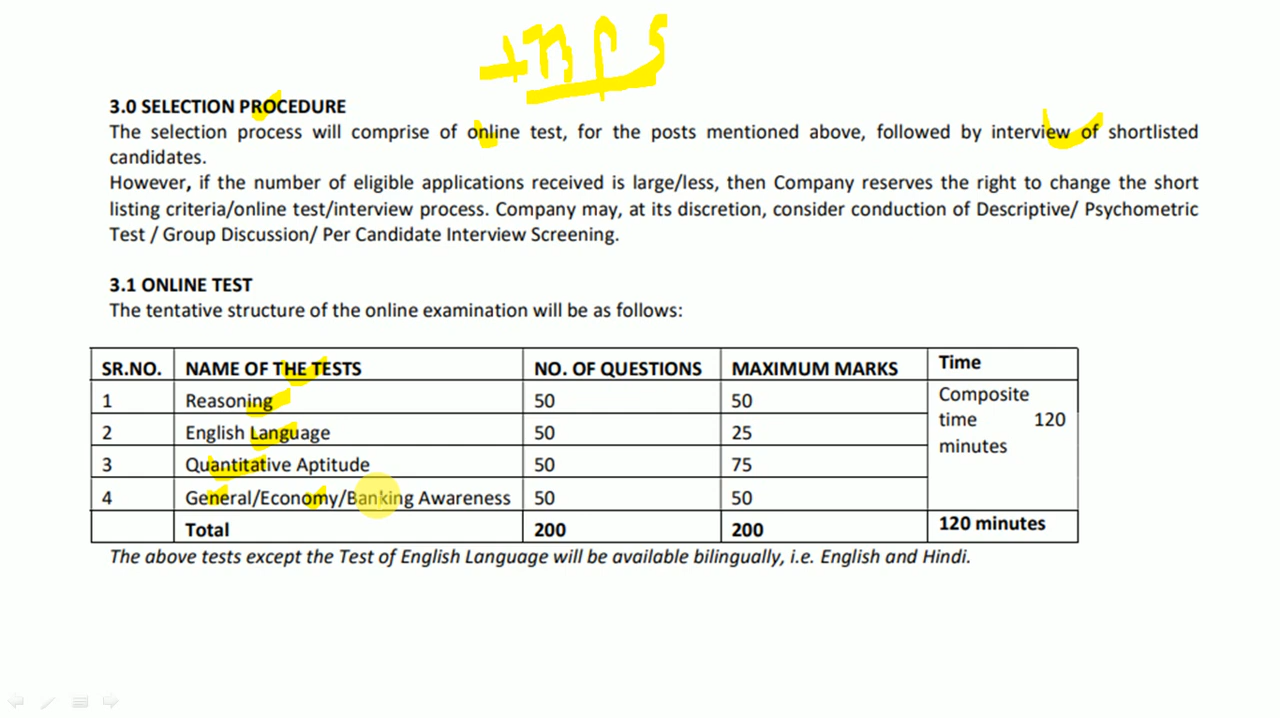 3.0 SELECTION PROCEDURE
The selection process will comprise of online test, for the posts mentioned above, followed by interview of shortlisted
candidates.
However, if the number of eligible applications received is large/less, then Company reserves the right to change the short
listing criteria/online test/interview process. Company may, at its discretion, consider conduction of Descriptive/ Psychometric
Test / Group Discussion/ Per Candidate Interview Screening.
3.1 ONLINE TEST
The tentative structure of the online examination will be as follows:
SR.NO. NAME OF THE TESTS NO. OF QUESTIONS MAXIMUM MARKS Time
1 Reasoning 50 50 Composite
2 English Language 50 25 time 120
3 Quantitative Aptitude 50 75 minutes
4 General/Economy/Banking Awareness 50 50
Total 200 200 120 minutes
The above tests except the Test of English Language will be available bilingually, i.e. English and Hindi.